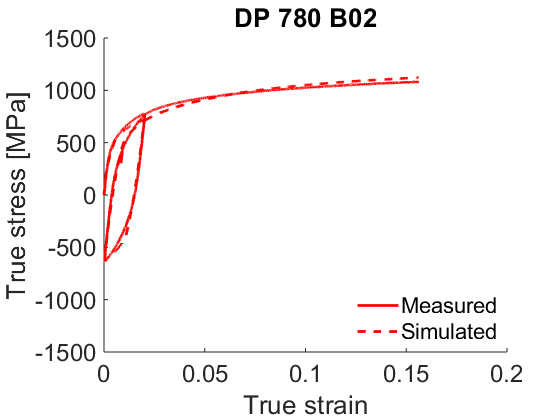 DP 780 B02
1500
1000
500
0
-500
-1000
-1500
True stress [MPa]
Measured
Simulated
0 0.05 0.1 0.15 0.2
True strain